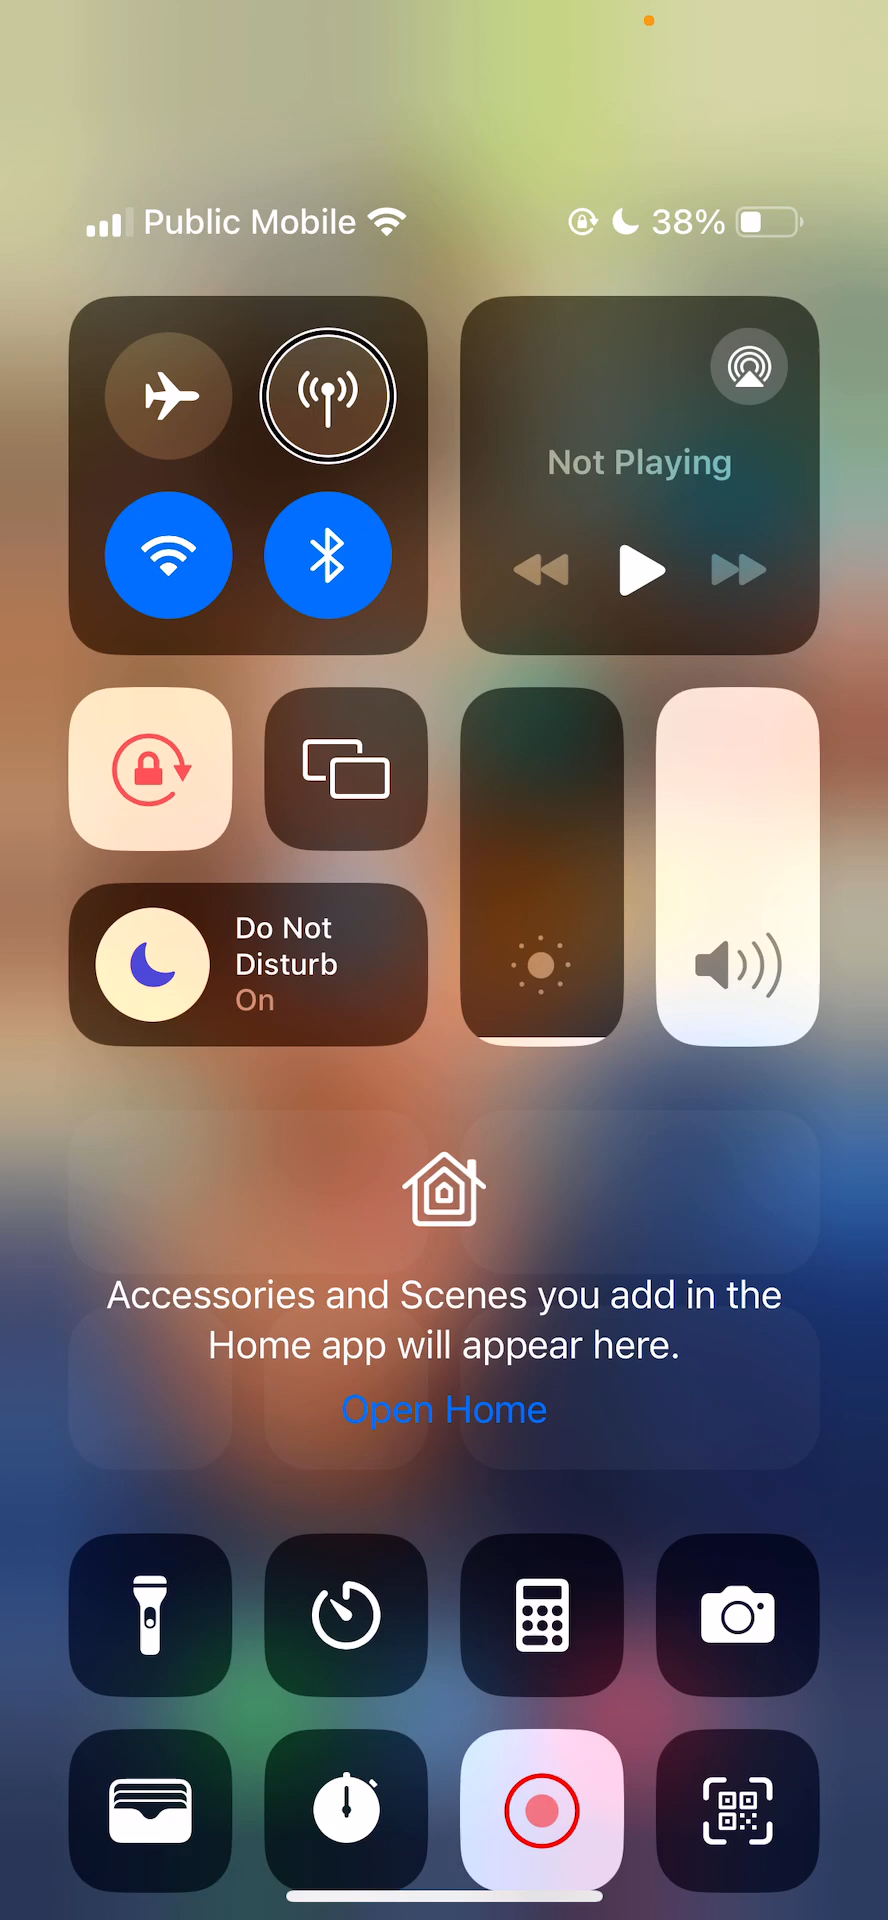 Public Mobile 38%
Not Playing
Do Not
Disturb
On
Accessories and Scenes you add in the
Home app will appear here.
Open Home